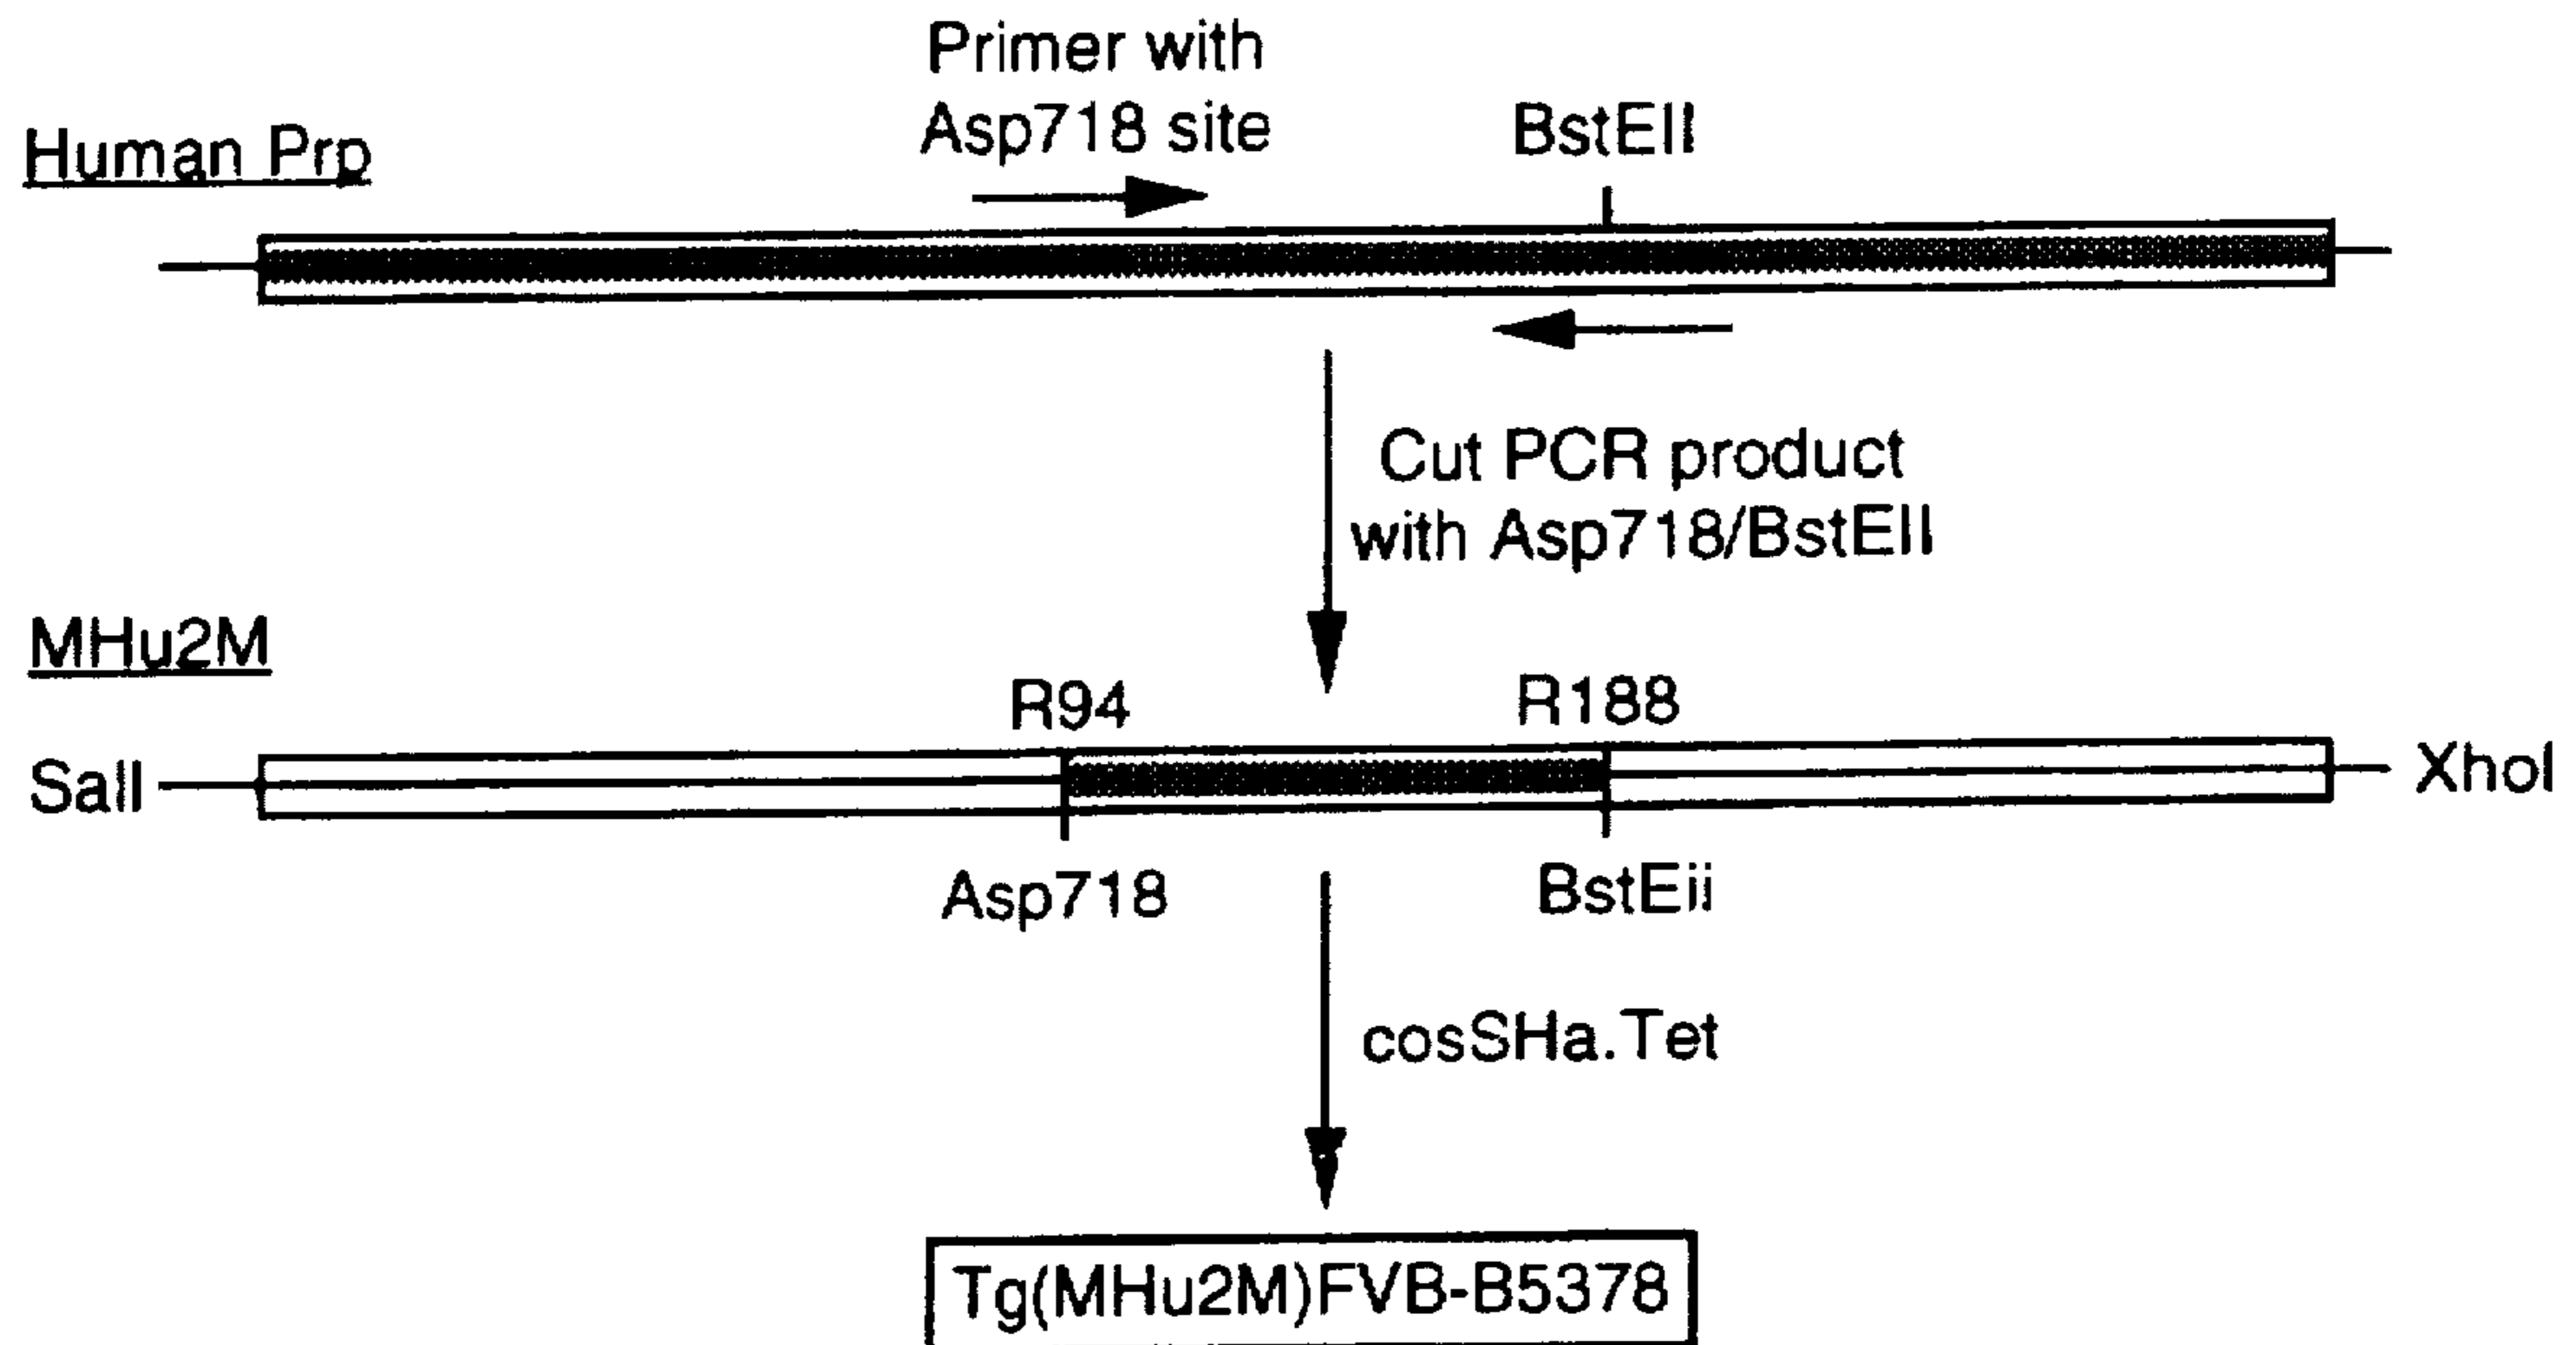 Primer with
Asp718 site
BstEII
Human Prp
Cut PCR product
with Asp718/BstEII
MHu2M
R94
R188
SalI
XhoI
Asp718
BstEii
cosSHa.Tet
Tg(MHu2M)FVB-B5378